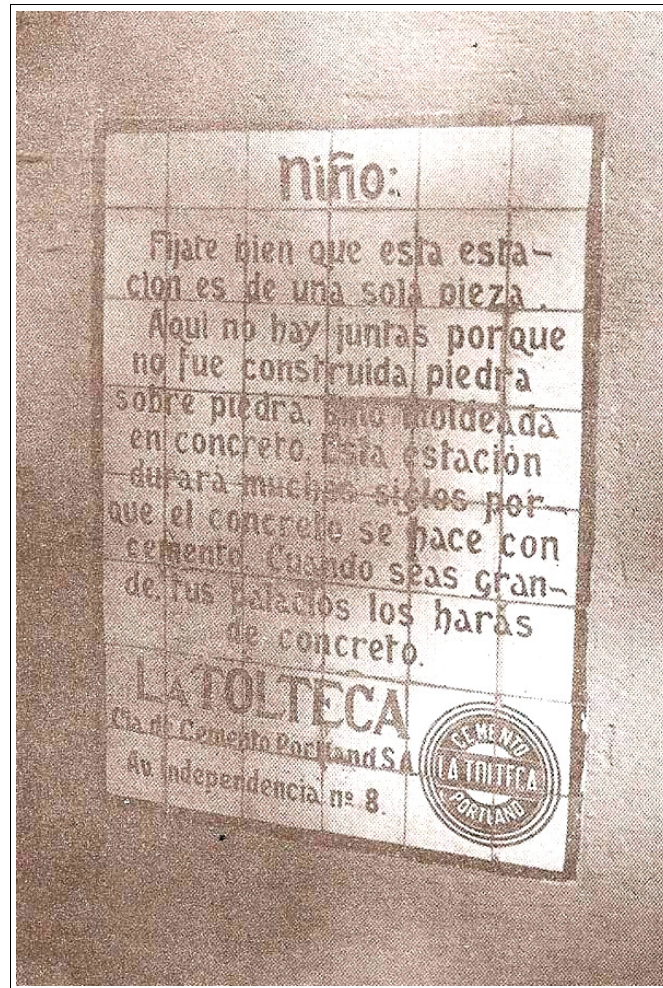 Niño:
Fijate bien que esta esta-
cion es de una sola pieza.
Aqui no hay juntas porque
no fue construida piedra
sobre piedra, sino moldeada
en concreto. Esta estación
durará muchos siglos por-
que el concreto se hace con
cemento. Cuando seas gran-
de, tus palacios los harás
de concreto.
LA TOLTECA
Cia de Cemento Portland S.A.
Av. Independencia nº 8.
CEMENTO
LA TOLTECA
PORTLAND